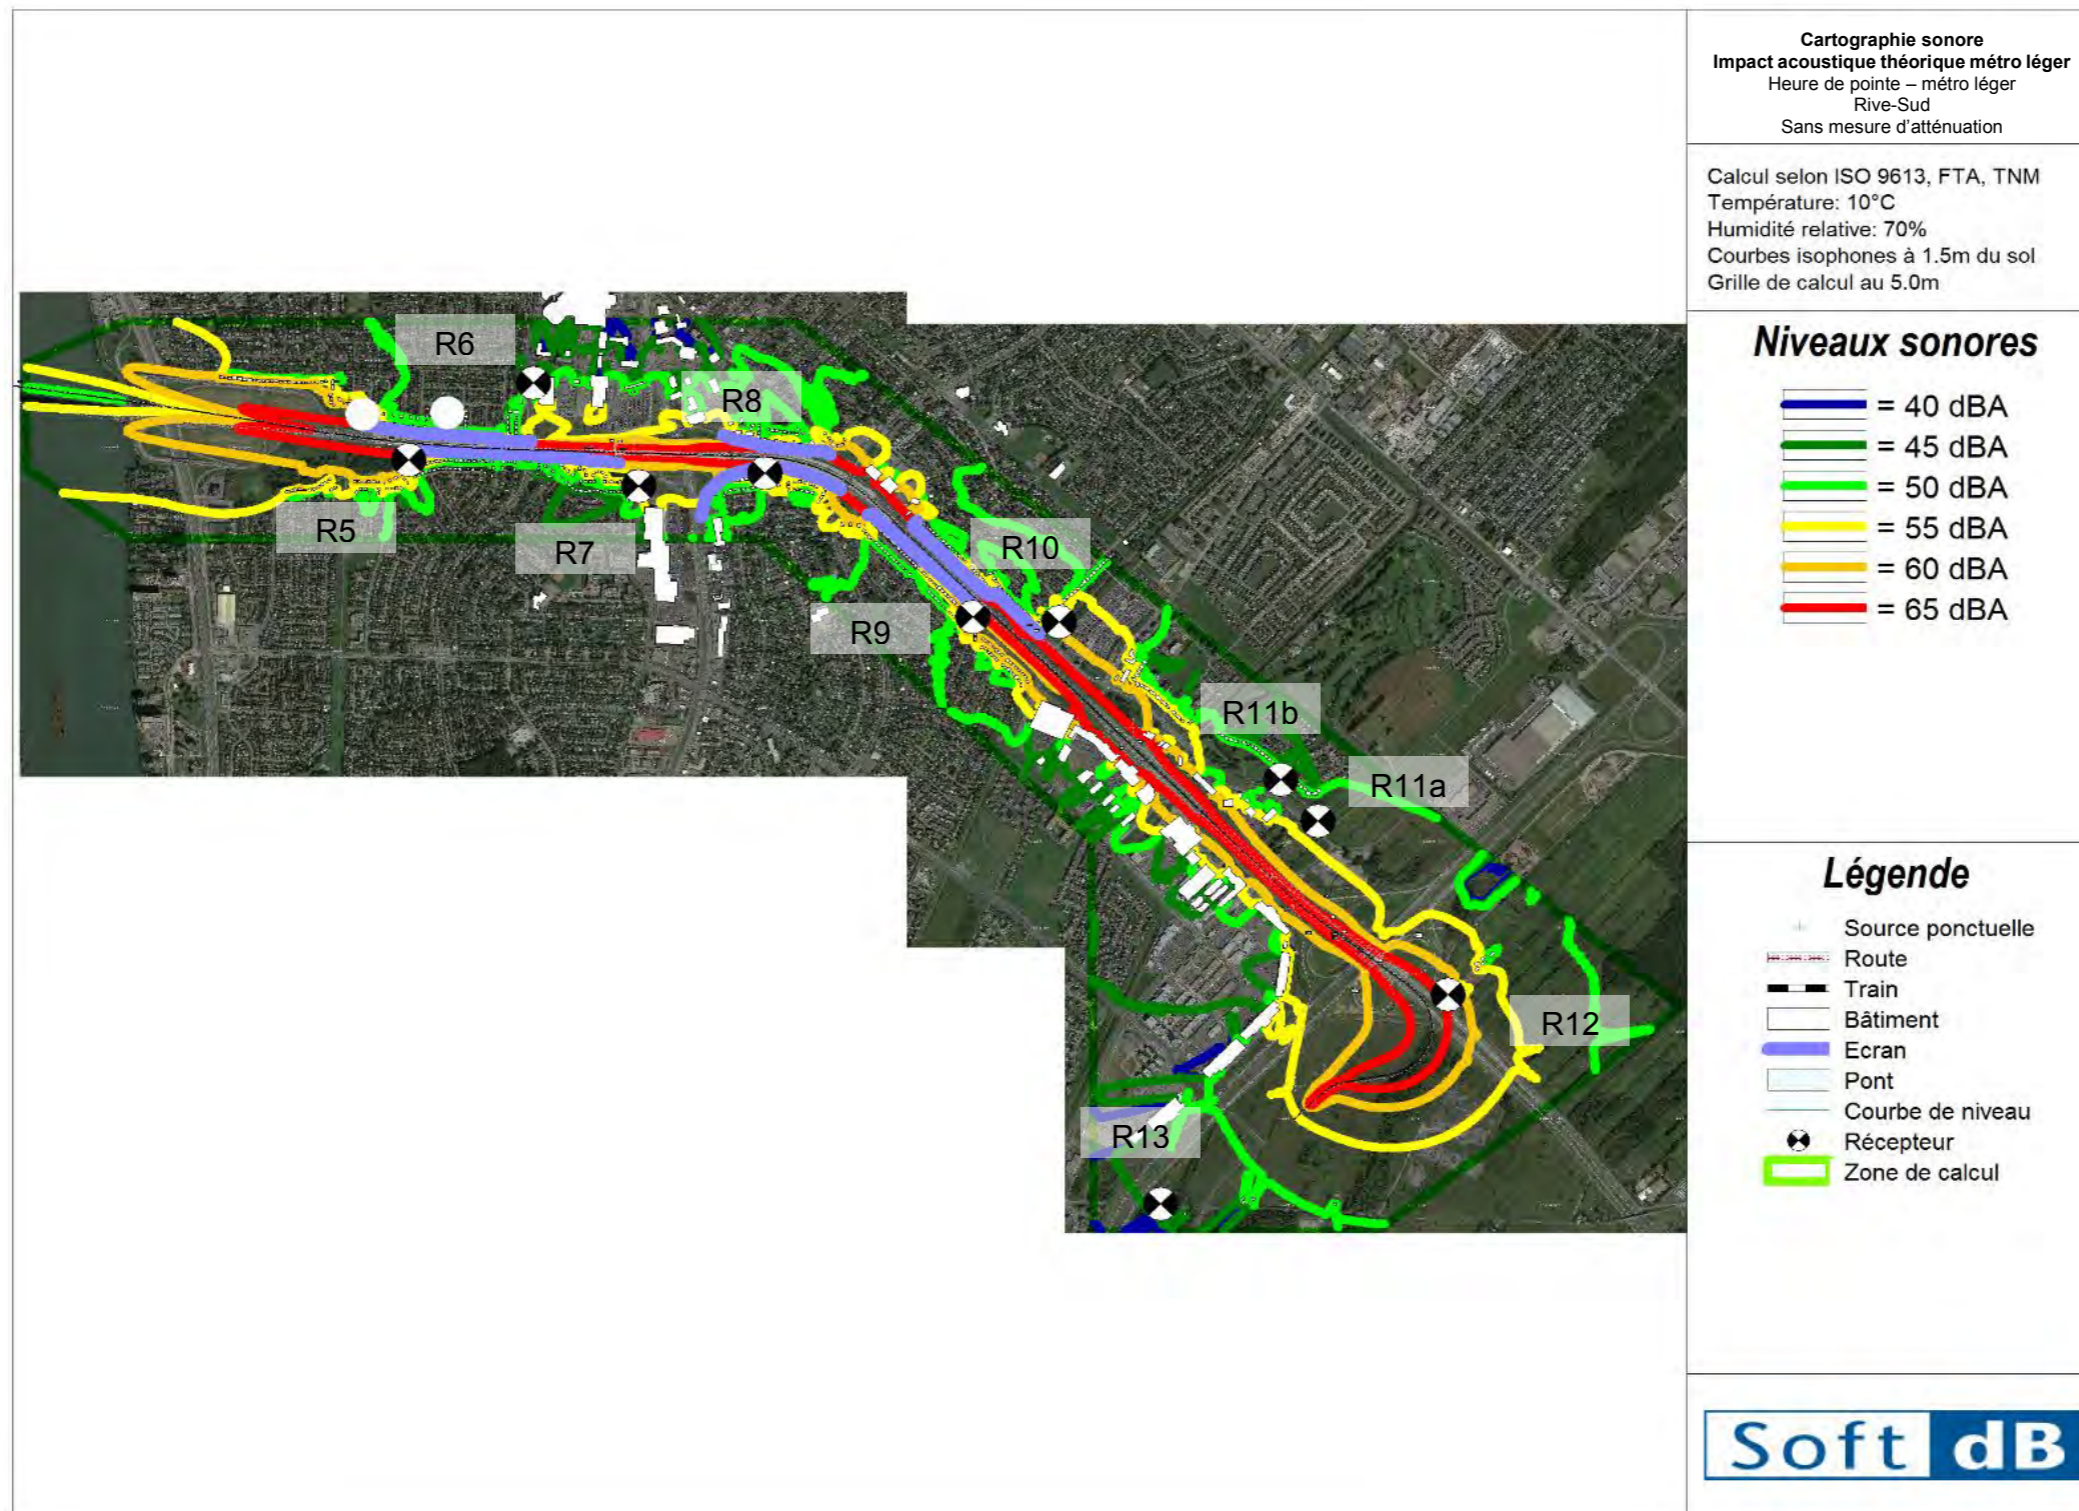 Cartographie sonore
Impact acoustique théorique métro léger
Heure de pointe – métro léger
Rive-Sud
Sans mesure d'atténuation
Calcul selon ISO 9613, FTA, TNM
Température: 10°C
Humidité relative: 70%
Courbes isophones à 1.5m du sol
Grille de calcul au 5.0m
Niveaux sonores
= 40 dBA
= 45 dBA
= 50 dBA
= 55 dBA
= 60 dBA
= 65 dBA
Légende
Source ponctuelle
Route
Train
Bâtiment
Ecran
Pont
Courbe de niveau
Récepteur
Zone de calcul
Soft dB
R6
R8
R5
R7
R10
R9
R11b
R11a
R12
R13